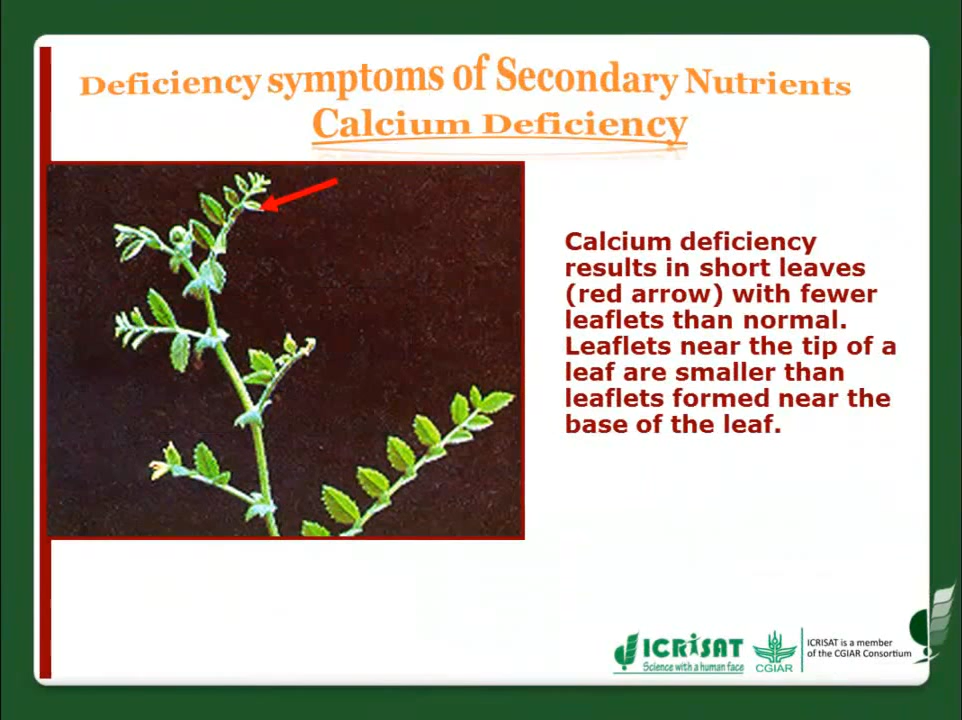 Deficiency symptoms of Secondary Nutrients
Calcium Deficiency
Calcium deficiency
results in short leaves
(red arrow) with fewer
leaflets than normal.
Leaflets near the tip of a
leaf are smaller than
leaflets formed near the
base of the leaf.
ICRISAT
Science with a human face
CGIAR
ICRISAT is a member
of the CGIAR Consortium